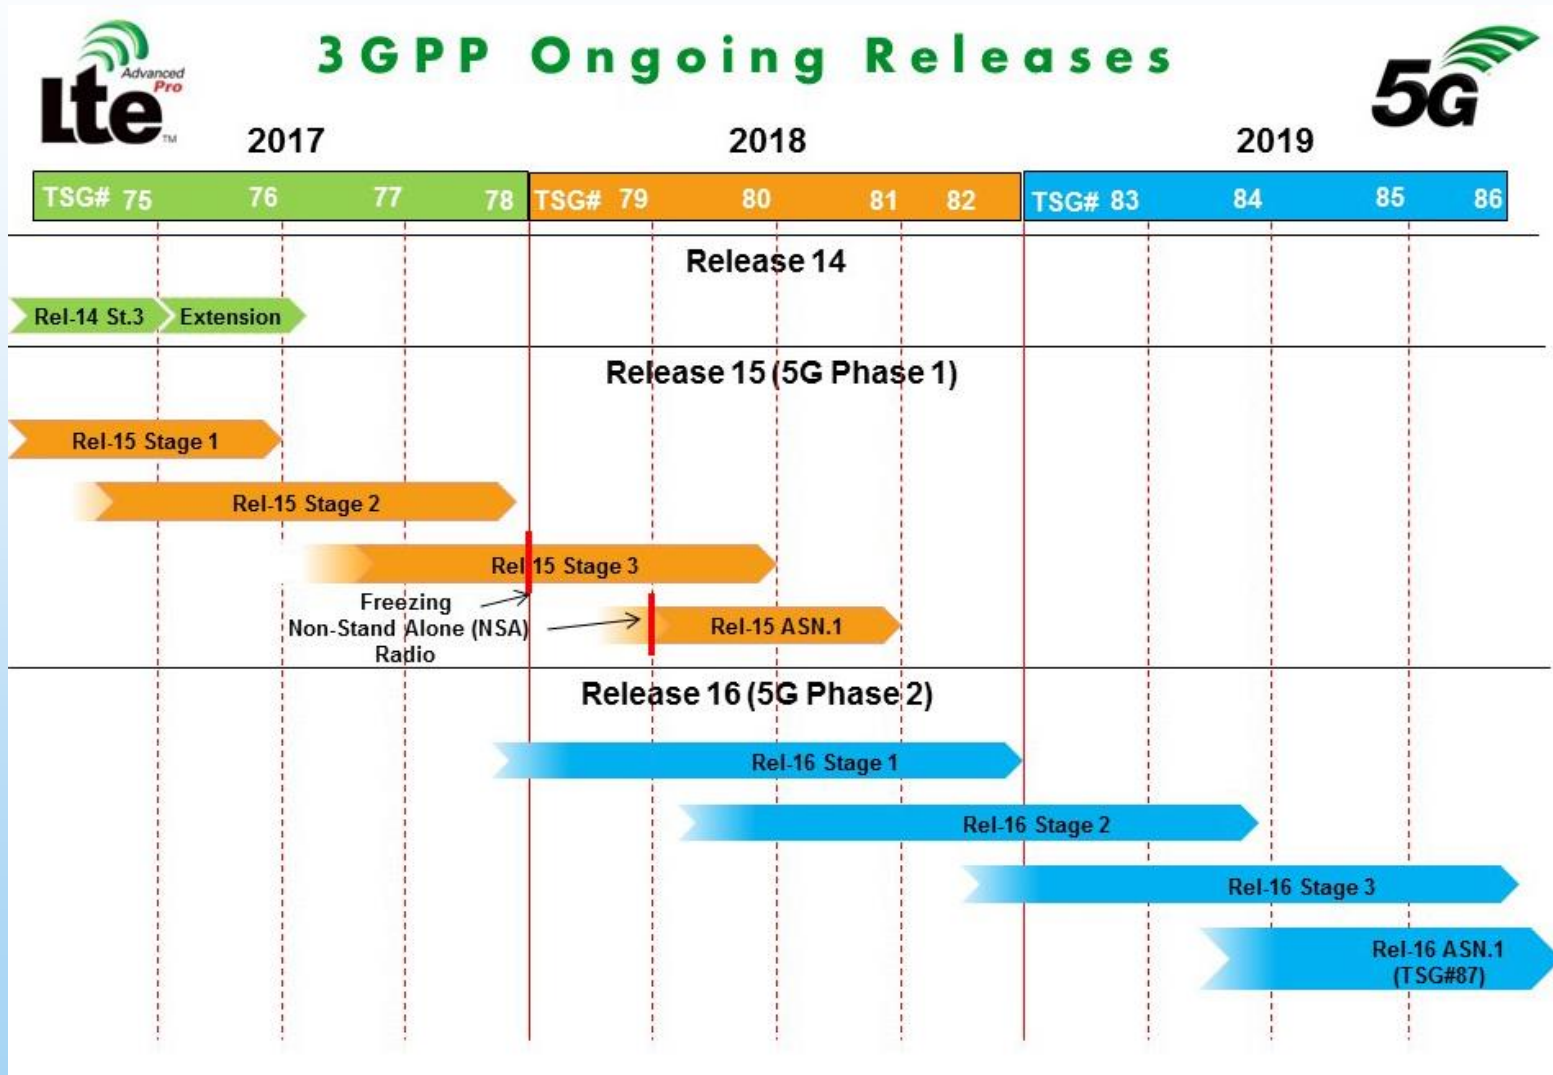 3GPP Ongoing Releases
Advanced
Pro
Lte
TM
5G
2017
2018
2019
TSG# 75 76 77 78 TSG# 79 80 81 82 TSG# 83 84 85 86
Release 14
Rel-14 St.3
Extension
Release 15 (5G Phase 1)
Rel-15 Stage 1
Rel-15 Stage 2
Rel-15 Stage 3
Freezing
Non-Stand Alone (NSA)
Radio
Rel-15 ASN.1
Release 16 (5G Phase 2)
Rel-16 Stage 1
Rel-16 Stage 2
Rel-16 Stage 3
Rel-16 ASN.1
(TSG#87)